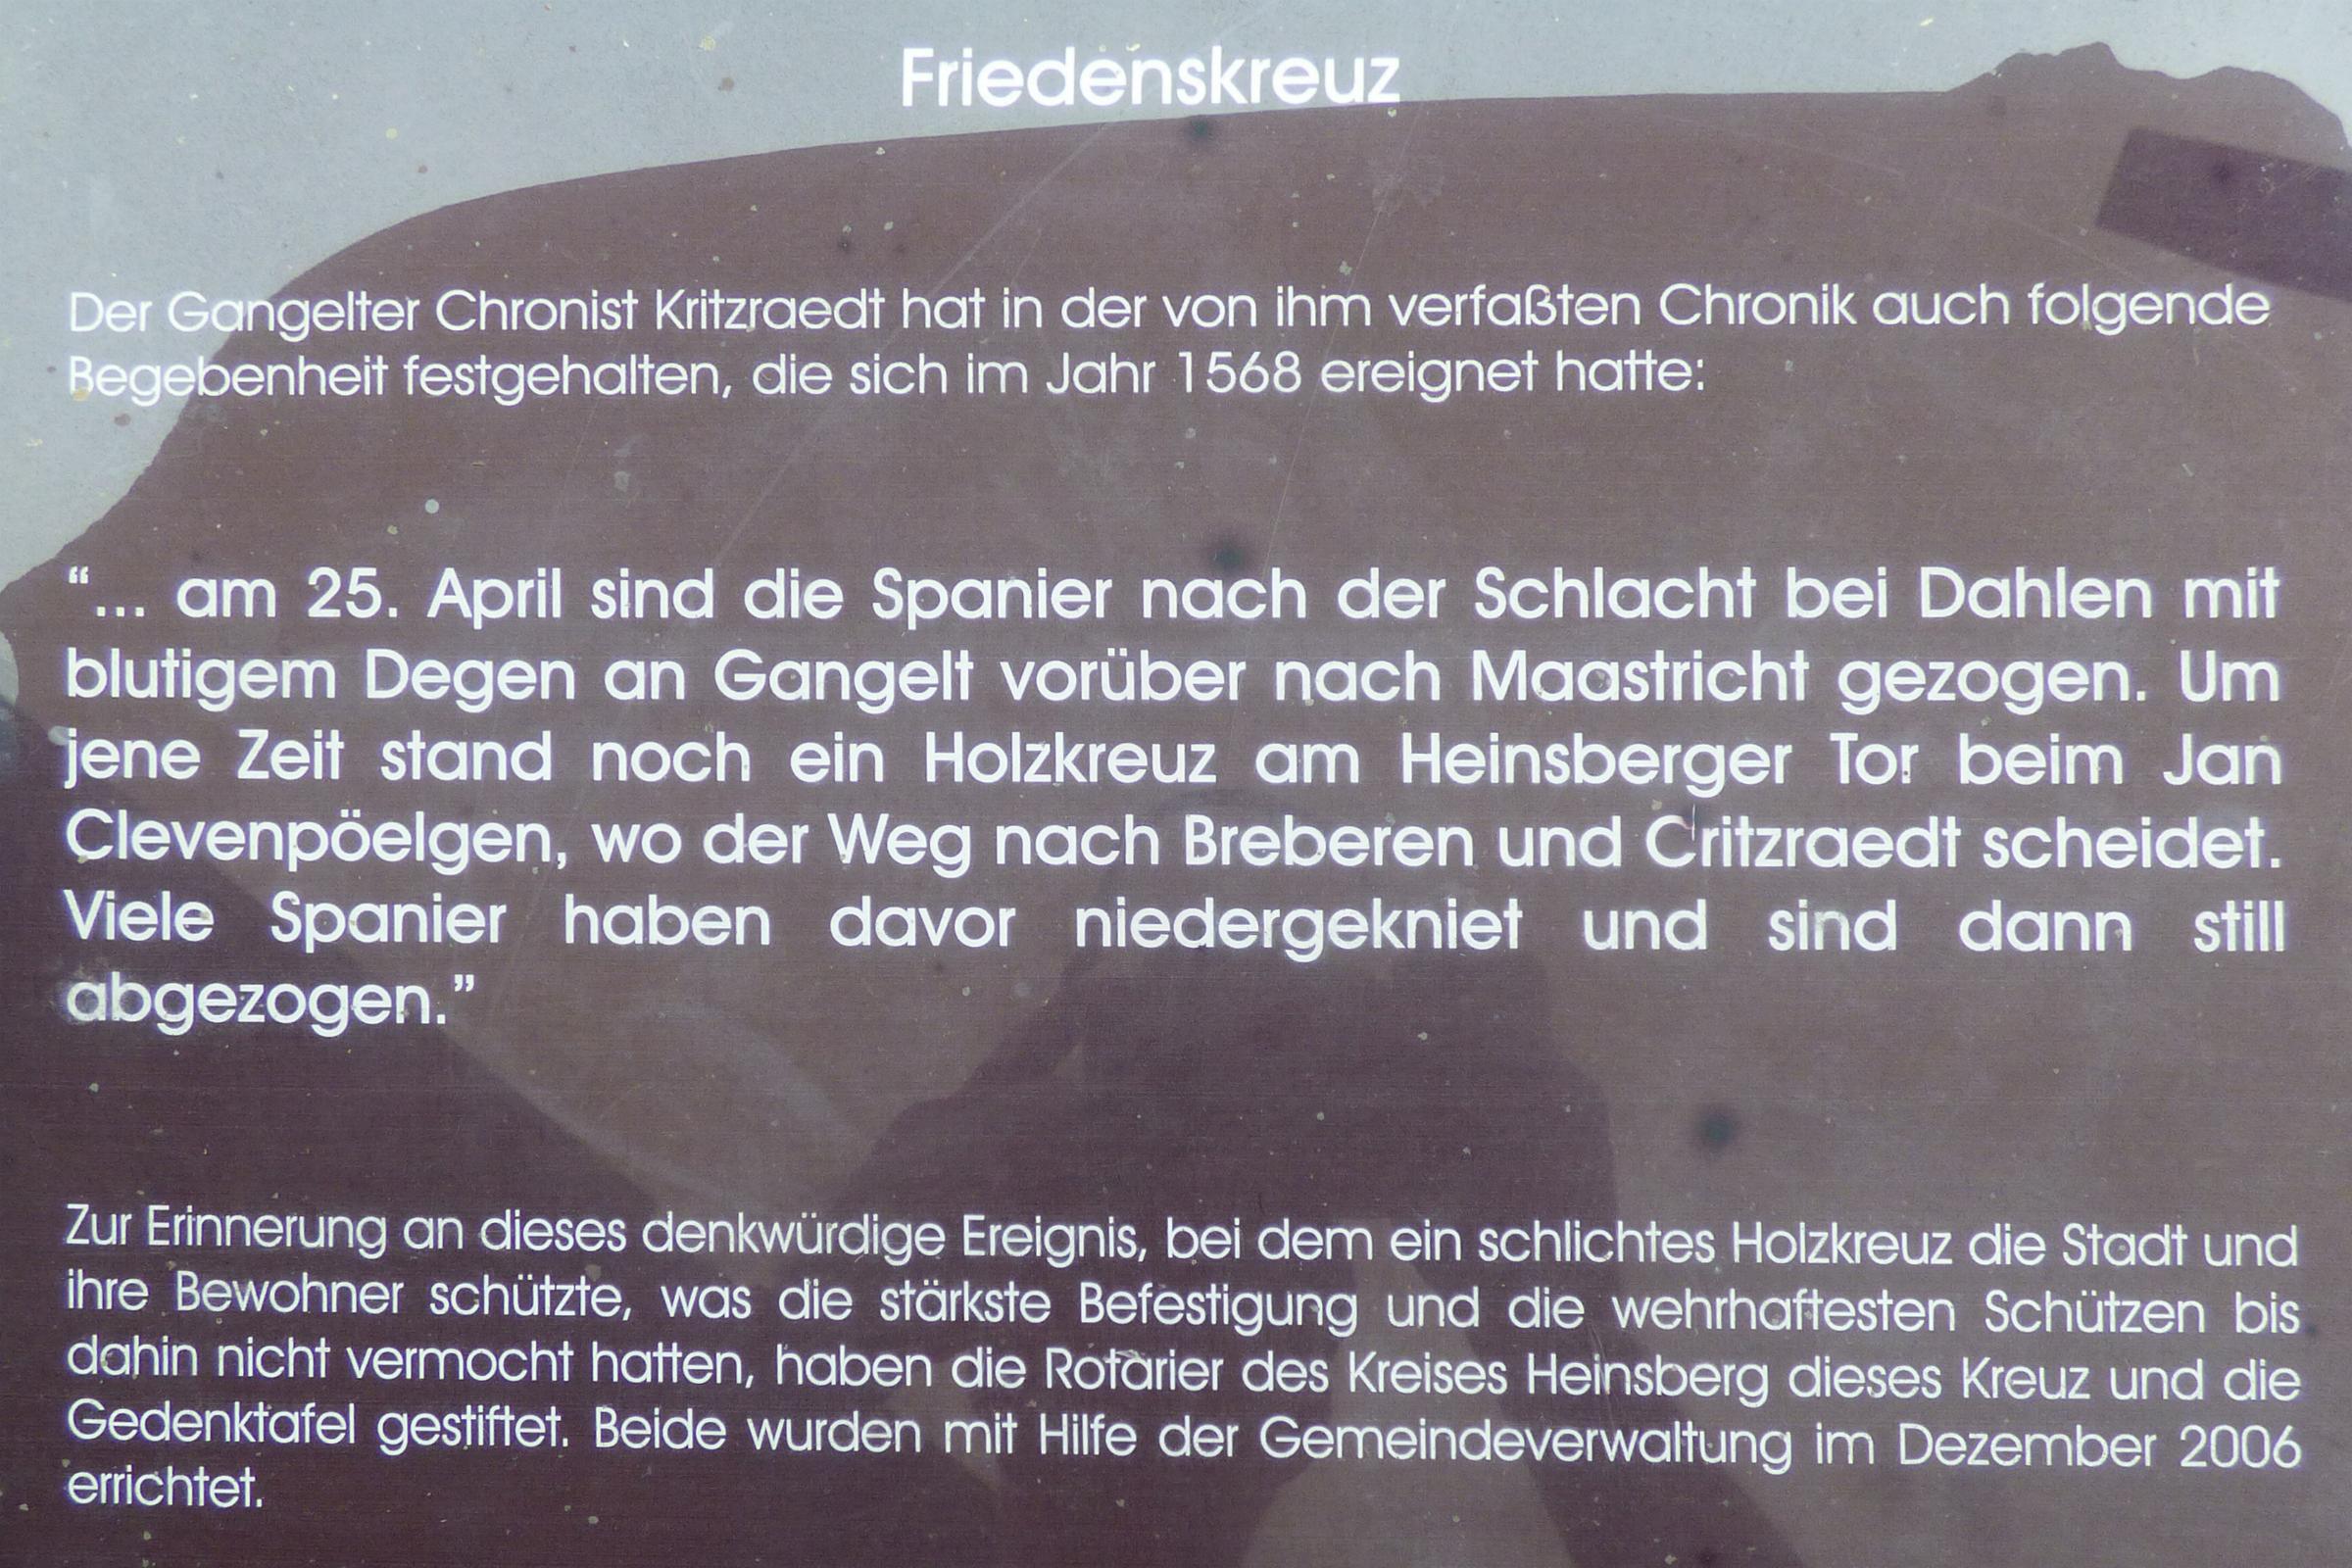 Friedenskreuz
Der Gangelter Chronist Kritzraedt hat in der von ihm verfaßten Chronik auch folgende
Begebenheit festgehalten, die sich im Jahr 1568 ereignet hatte:
“... am 25. April sind die Spanier nach der Schlacht bei Dahlen mit
blutigem Degen an Gangelt vorüber nach Maastricht gezogen. Um
jene Zeit stand noch ein Holzkreuz am Heinsberger Tor beim Jan
Clevenpöelgen, wo der Weg nach Breberen und Critzraedt scheidet.
Viele Spanier haben davor niedergekniet und sind dann still
abgezogen.”
Zur Erinnerung an dieses denkwürdige Ereignis, bei dem ein schlichtes Holzkreuz die Stadt und
ihre Bewohner schützte, was die stärkste Befestigung und die wehrhaftesten Schützen bis
dahin nicht vermocht hatten, haben die Rotarier des Kreises Heinsberg dieses Kreuz und die
Gedenktafel gestiftet. Beide wurden mit Hilfe der Gemeindeverwaltung im Dezember 2006
errichtet.